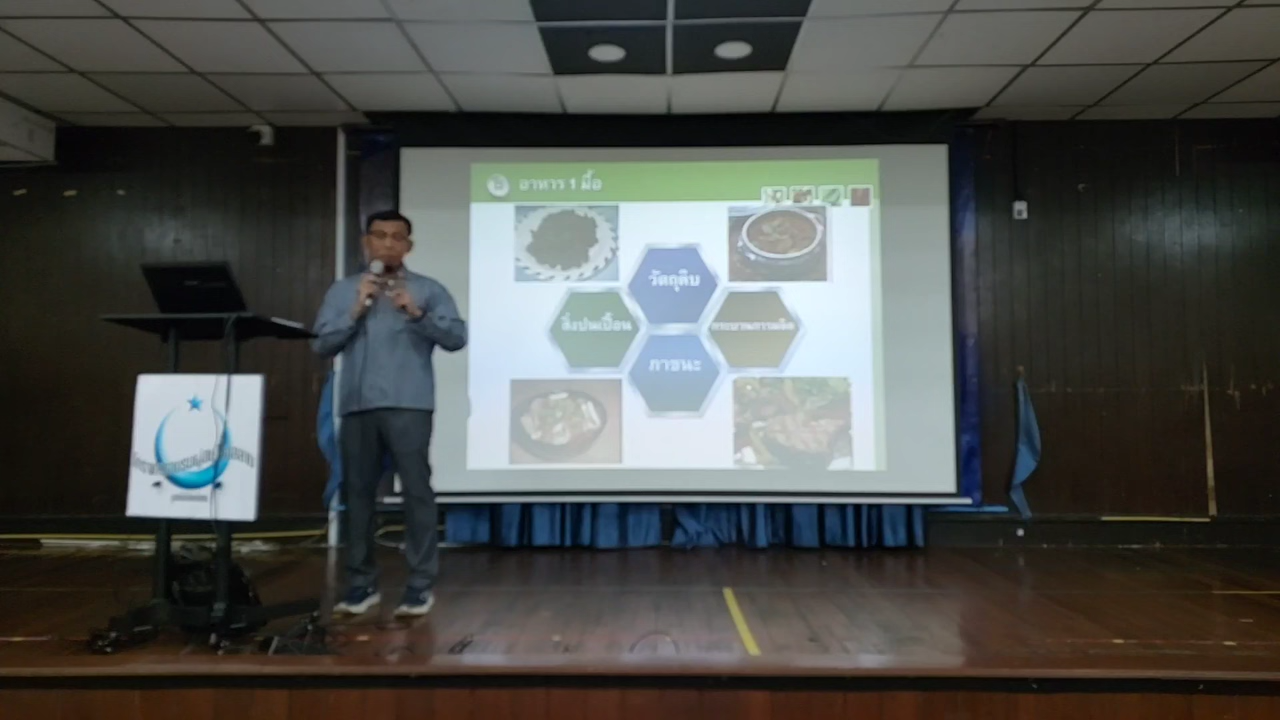 อาหาร 1 มื้อ
วัตถุดิบ
สิ่งปนเปื้อน
กระบวนการผลิต
ภาชนะ